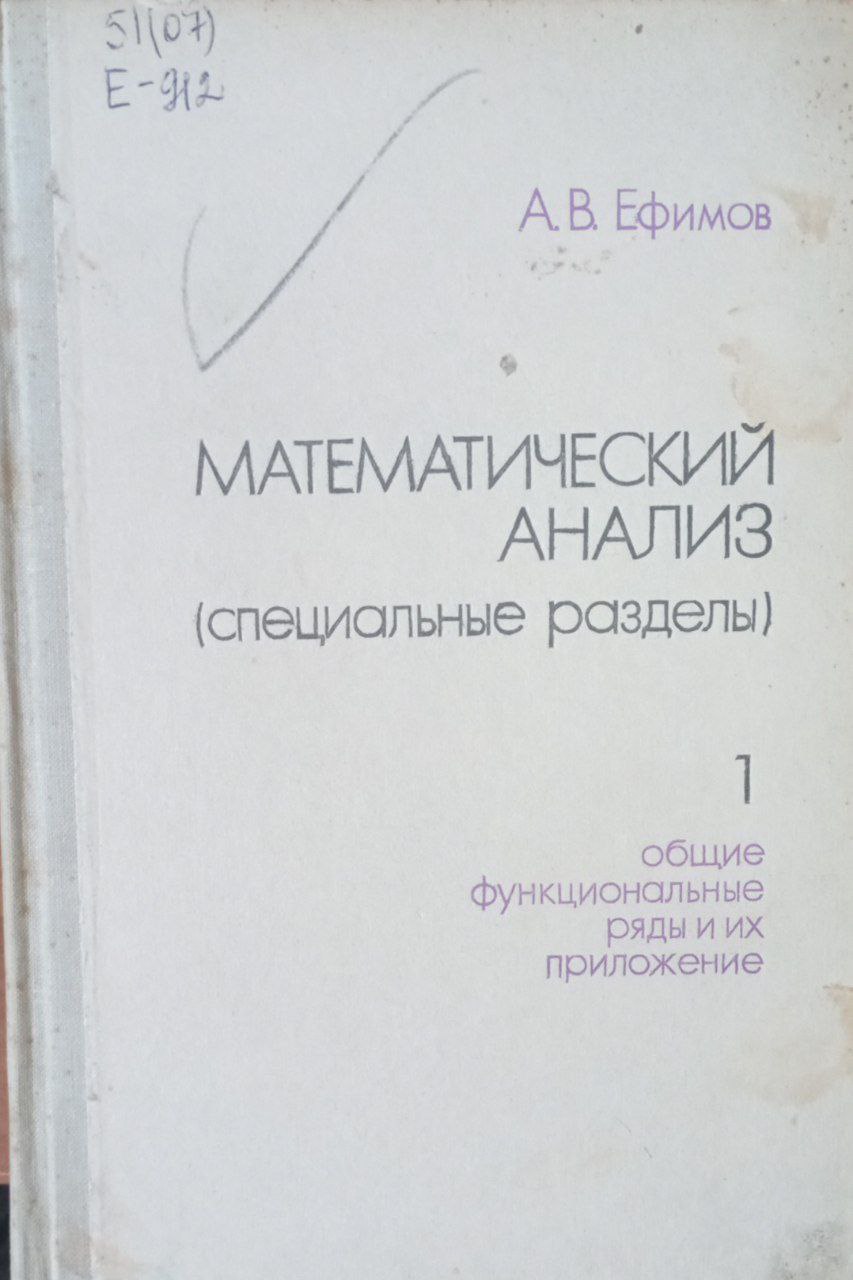 51(07)
Е-912
А.В. Ефимов
МАТЕМАТИЧЕСКИЙ
АНАЛИЗ
(специальные разделы)
1
общие
функциональные
ряды и их
приложение